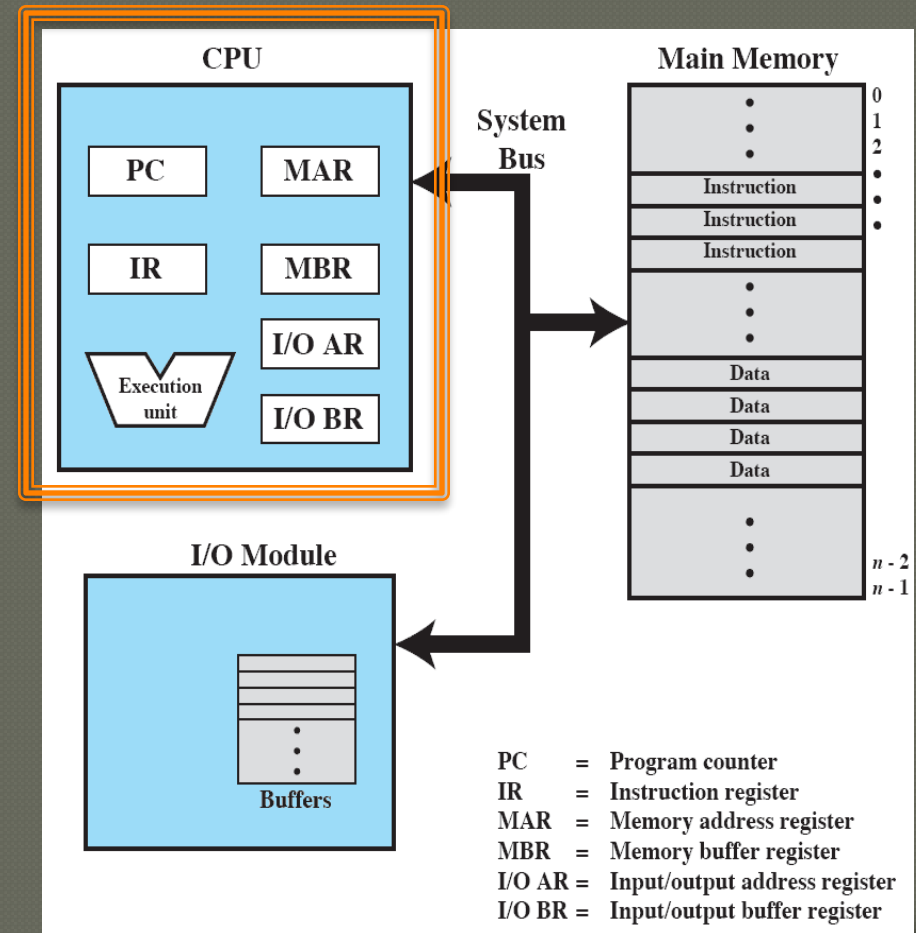 CPU
PC
MAR
IR
MBR
I/O AR
I/O BR
Execution
unit
System
Bus
Main Memory
0
1
2
Instruction
Instruction
Instruction
Data
Data
Data
Data
n - 2
n - 1
I/O Module
Buffers
PC = Program counter
IR = Instruction register
MAR = Memory address register
MBR = Memory buffer register
I/O AR = Input/output address register
I/O BR = Input/output buffer register